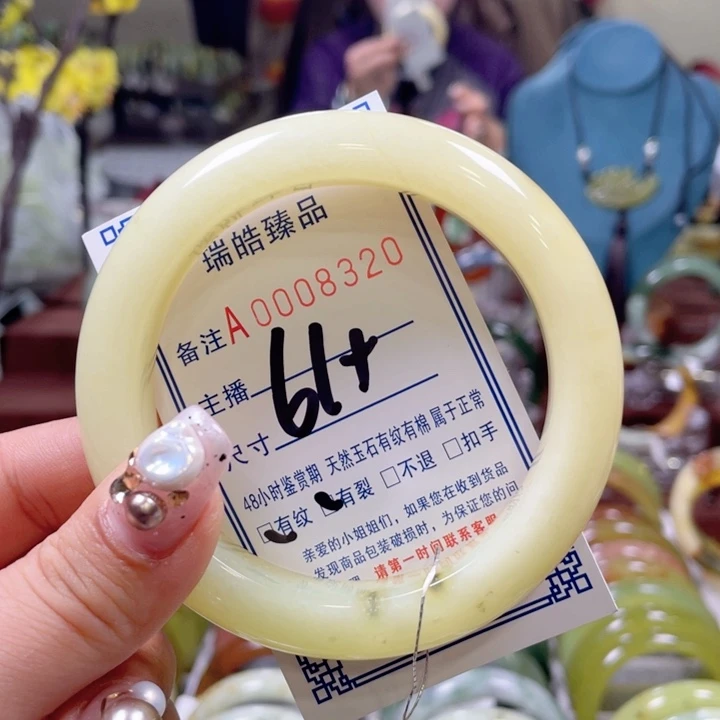 瑞皓臻品
备注A0008320
主播
61+
尺寸
48小时鉴赏期 天然玉石有纹有棉属于正常
有纹 有裂 □不退 □扣手
亲爱的小姐姐们,如果您在收到货品
发现商品包装破损时,为保证您的问
请第一时间联系客服